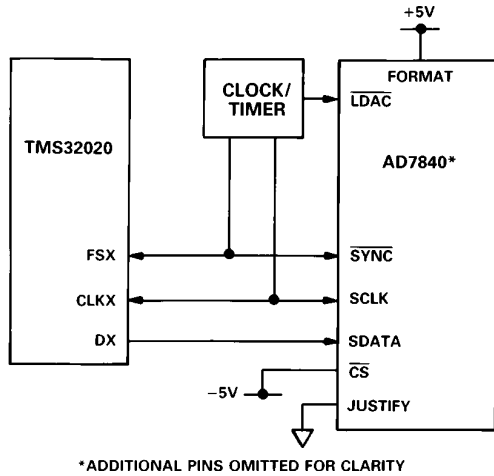 +5V
FORMAT
CLOCK/
TIMER
LDAC
TMS32020
AD7840*
FSX
SYNC
CLKX
SCLK
DX
SDATA
CS
−5V
JUSTIFY
*ADDITIONAL PINS OMITTED FOR CLARITY